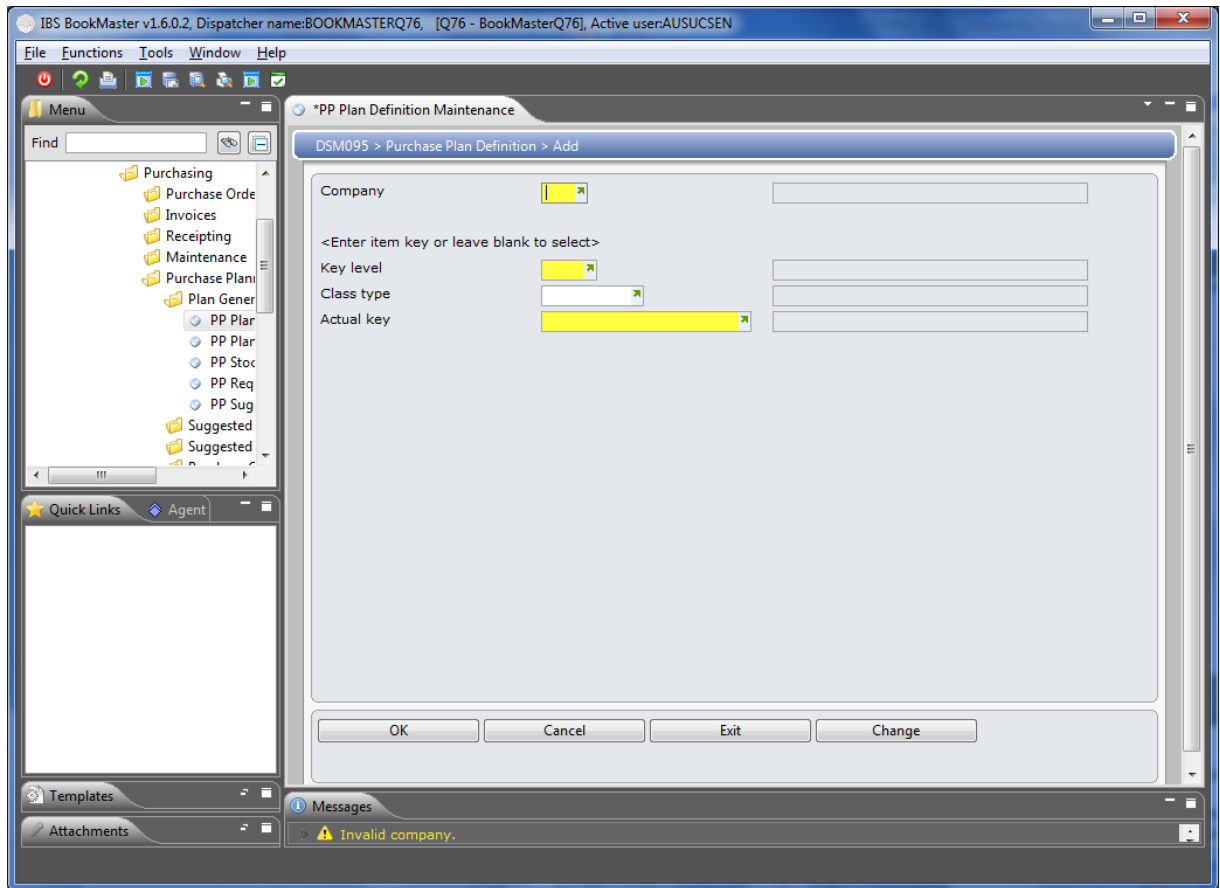 IBS BookMaster v1.6.0.2, Dispatcher name:BOOKMASTERQ76, [Q76 - BookMasterQ76], Active user:AUSUCSEN
File Functions Tools Window Help
Menu
Find
Purchasing
Purchase Orde
Invoices
Receipting
Maintenance
Purchase Plan
Plan Gener
PP Plan
PP Plan
PP Stoc
PP Req
PP Sug
Suggested
Suggested
Quick Links Agent
Templates
Attachments
*PP Plan Definition Maintenance
DSM095 > Purchase Plan Definition > Add
Company
<Enter item key or leave blank to select>
Key level
Class type
Actual key
OK Cancel Exit Change
Messages
Invalid company.